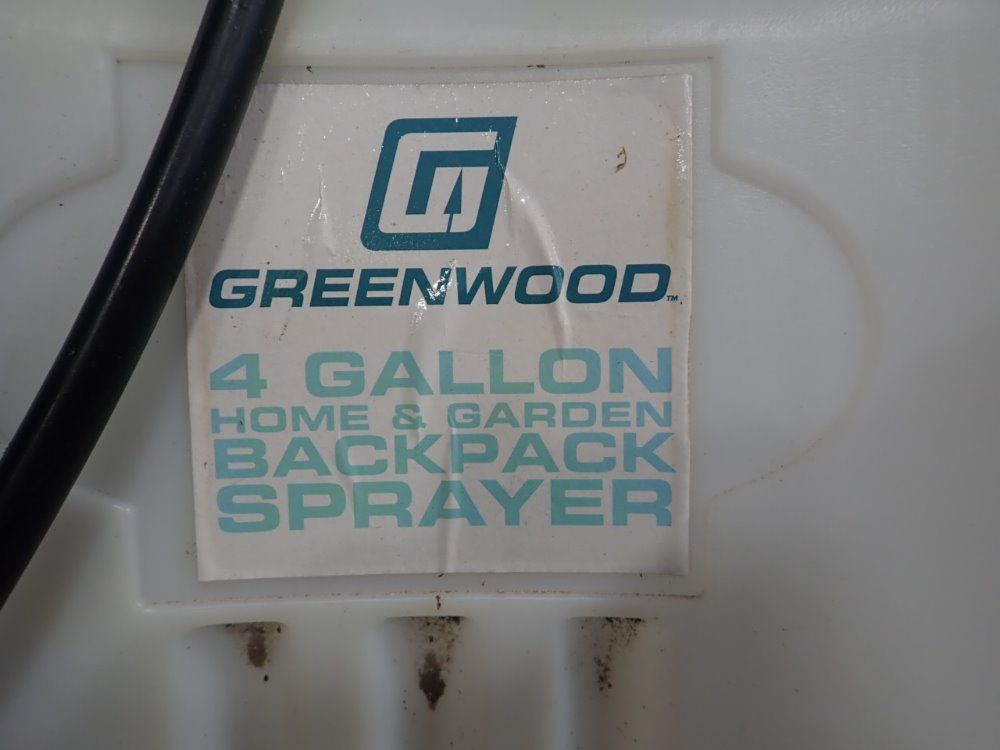 GREENWOOD™
4 GALLON
HOME & GARDEN
BACKPACK
SPRAYER